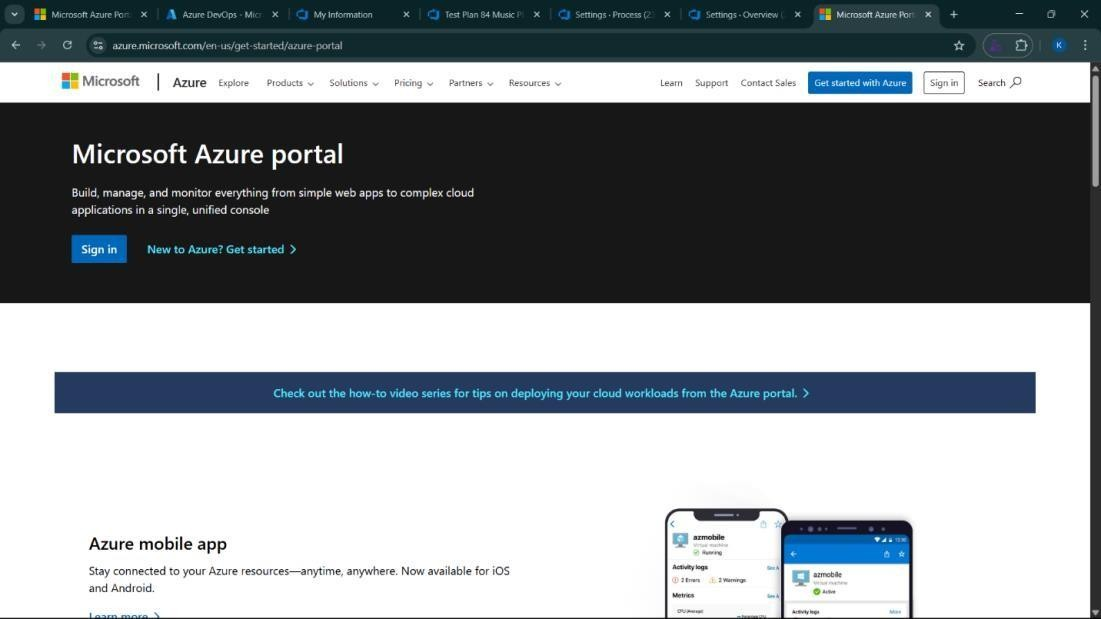 Microsoft Azure Port
Azure DevOps - Micr
My Information
Test Plan 84 Music Pl
Settings · Process (2
Settings · Overview (
Microsoft Azure Port
azure.microsoft.com/en-us/get-started/azure-portal
K
Microsoft
Azure
Explore
Products
Solutions
Pricing
Partners
Resources
Learn
Support
Contact Sales
Get started with Azure
Sign in
Search
Microsoft Azure portal
Build, manage, and monitor everything from simple web apps to complex cloud
applications in a single, unified console
Sign in
New to Azure? Get started
Check out the how-to video series for tips on deploying your cloud workloads from the Azure portal.
Azure mobile app
Stay connected to your Azure resources—anytime, anywhere. Now available for iOS
and Android.
Learn more
azmobile
Virtual machine
Running
Activity logs
See A
2 Errors
2 Warnings
Metrics
See A
CPU (Average)
azmobile
Virtual machine
Active
Activity logs
More